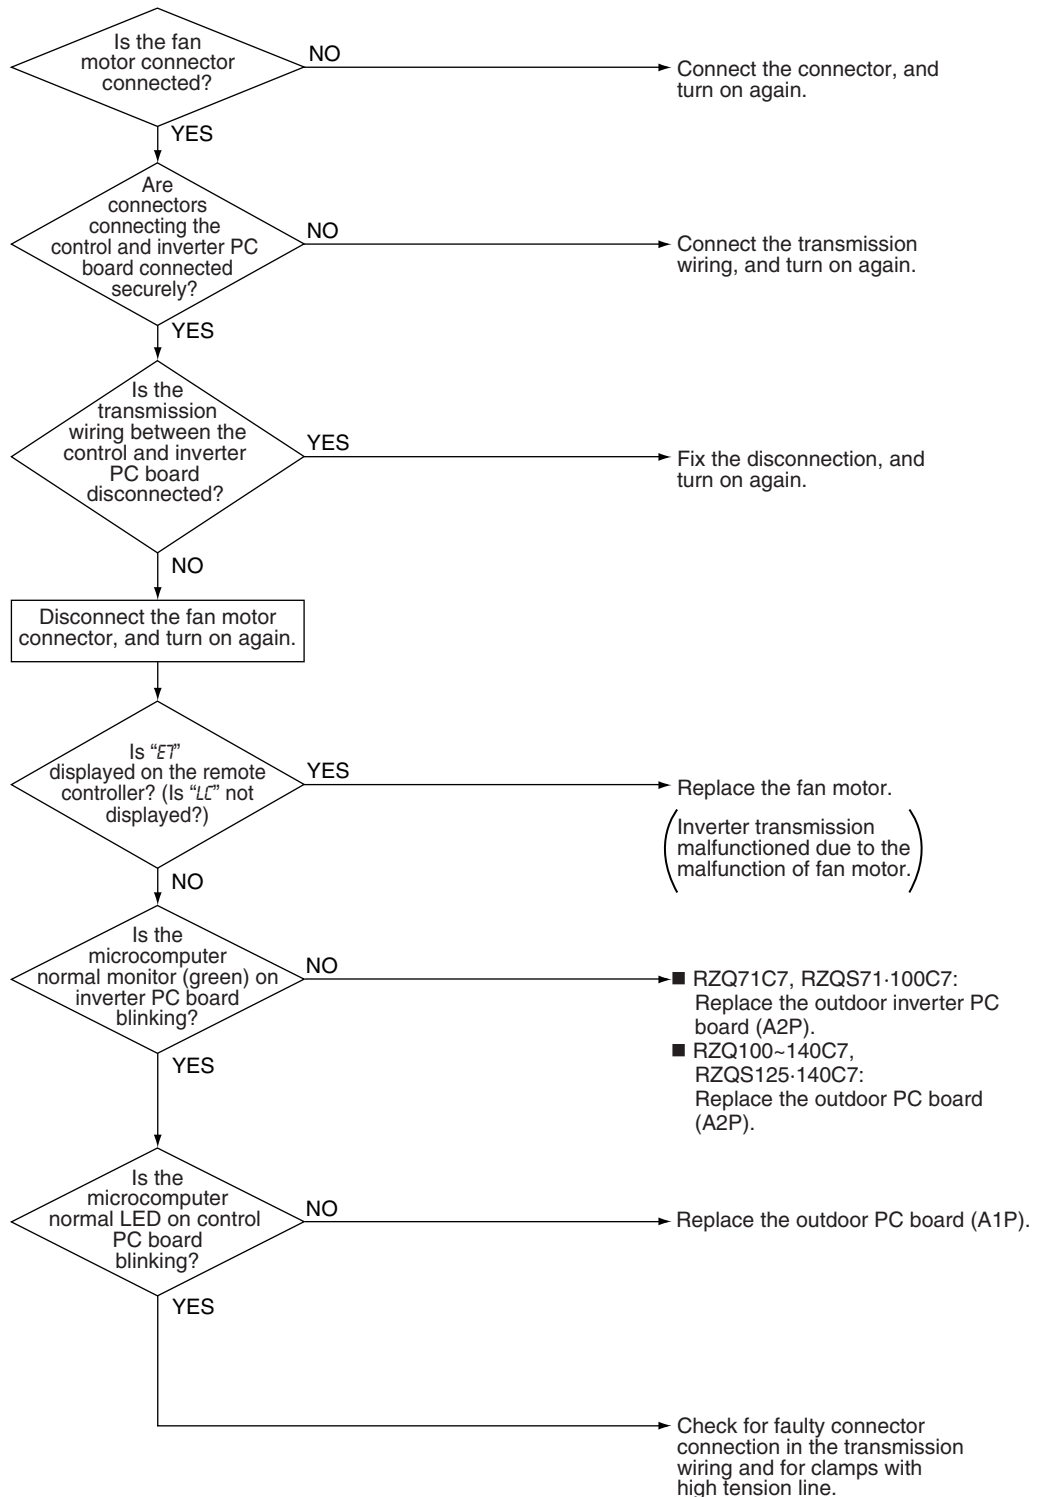 Is the fan
motor connector
connected?
NO
Connect the connector, and
turn on again.
YES
Are
connectors
connecting the
control and inverter PC
board connected
securely?
NO
Connect the transmission
wiring, and turn on again.
YES
Is the
transmission
wiring between the
control and inverter
PC board
disconnected?
YES
Fix the disconnection, and
turn on again.
NO
Disconnect the fan motor
connector, and turn on again.
Is “E7”
displayed on the remote
controller? (Is “LC” not
displayed?)
YES
Replace the fan motor.
(Inverter transmission
malfunctioned due to the
malfunction of fan motor.)
NO
Is the
microcomputer
normal monitor (green) on
inverter PC board
blinking?
NO
■ RZQ71C7, RZQS71·100C7:
Replace the outdoor inverter PC
board (A2P).
■ RZQ100~140C7,
RZQS125·140C7:
Replace the outdoor PC board
(A2P).
YES
Is the
microcomputer
normal LED on control
PC board
blinking?
NO
Replace the outdoor PC board (A1P).
YES
Check for faulty connector
connection in the transmission
wiring and for clamps with
high tension line.